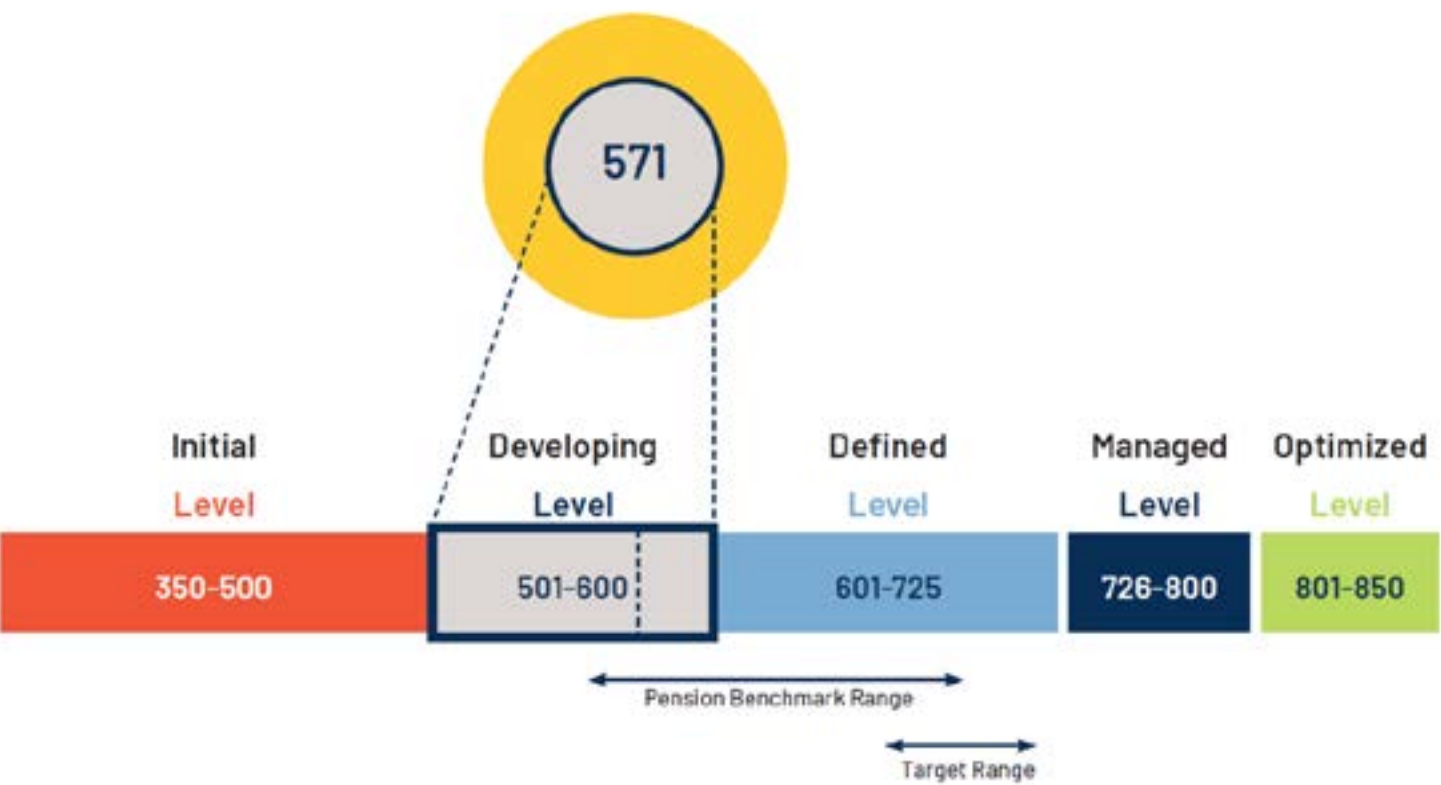 571
Initial Developing Defined Managed Optimized
Level Level Level Level Level
350-500 501-600 601-725 726-800 801-850
Pension Benchmark Range
Target Range